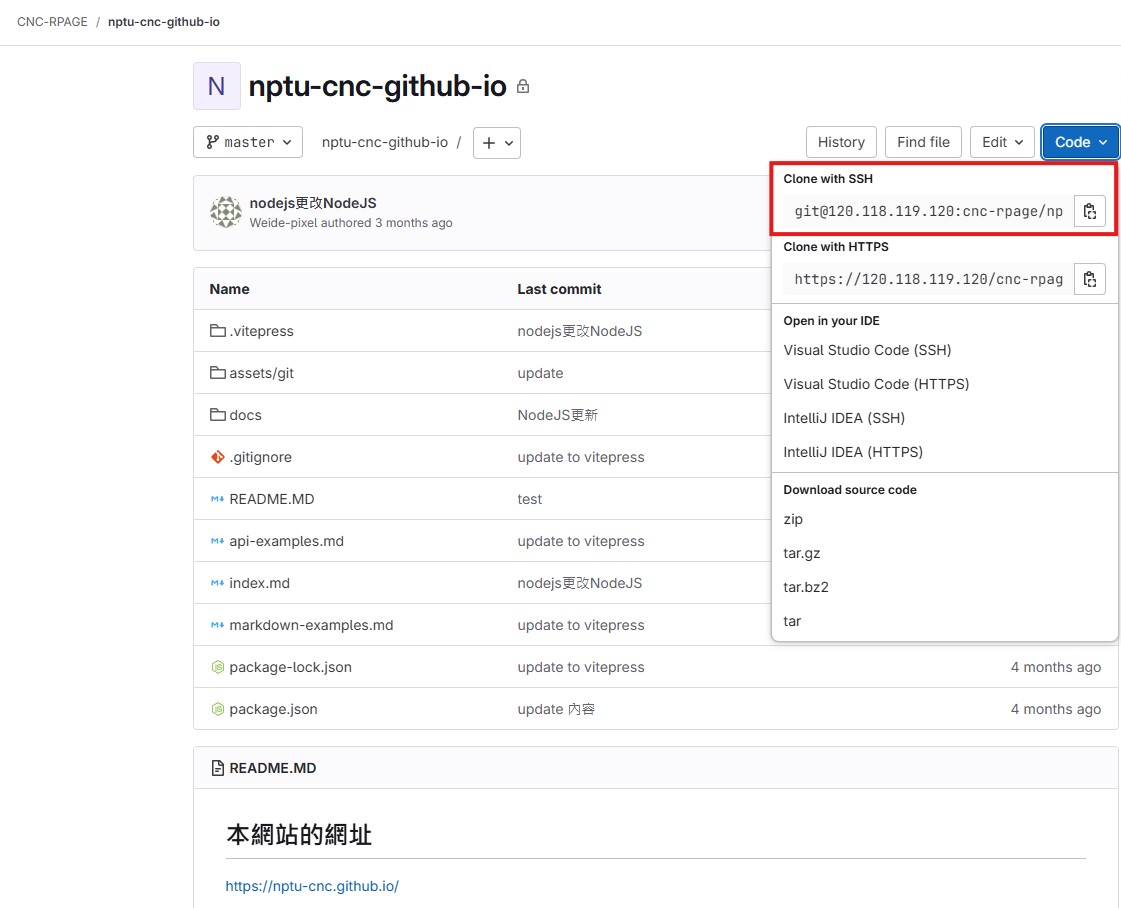 CNC-RPAGE / nptu-cnc-github-io
N nptu-cnc-github-io
master nptu-cnc-github-io / + History Find file Edit Code
nodejs更改NodeJS
Weide-pixel authored 3 months ago
Clone with SSH
git@120.118.119.120:cnc-rpage/np
Clone with HTTPS
https://120.118.119.120/cnc-rpag
Open in your IDE
Visual Studio Code (SSH)
Visual Studio Code (HTTPS)
IntelliJ IDEA (SSH)
IntelliJ IDEA (HTTPS)
Download source code
zip
tar.gz
tar.bz2
tar
Name Last commit
.vitepress nodejs更改NodeJS
assets/git update
docs NodeJS更新
.gitignore update to vitepress
README.MD test
api-examples.md update to vitepress
index.md nodejs更改NodeJS
markdown-examples.md update to vitepress
package-lock.json update to vitepress 4 months ago
package.json update 內容 4 months ago
README.MD
本網站的網址
https://nptu-cnc.github.io/